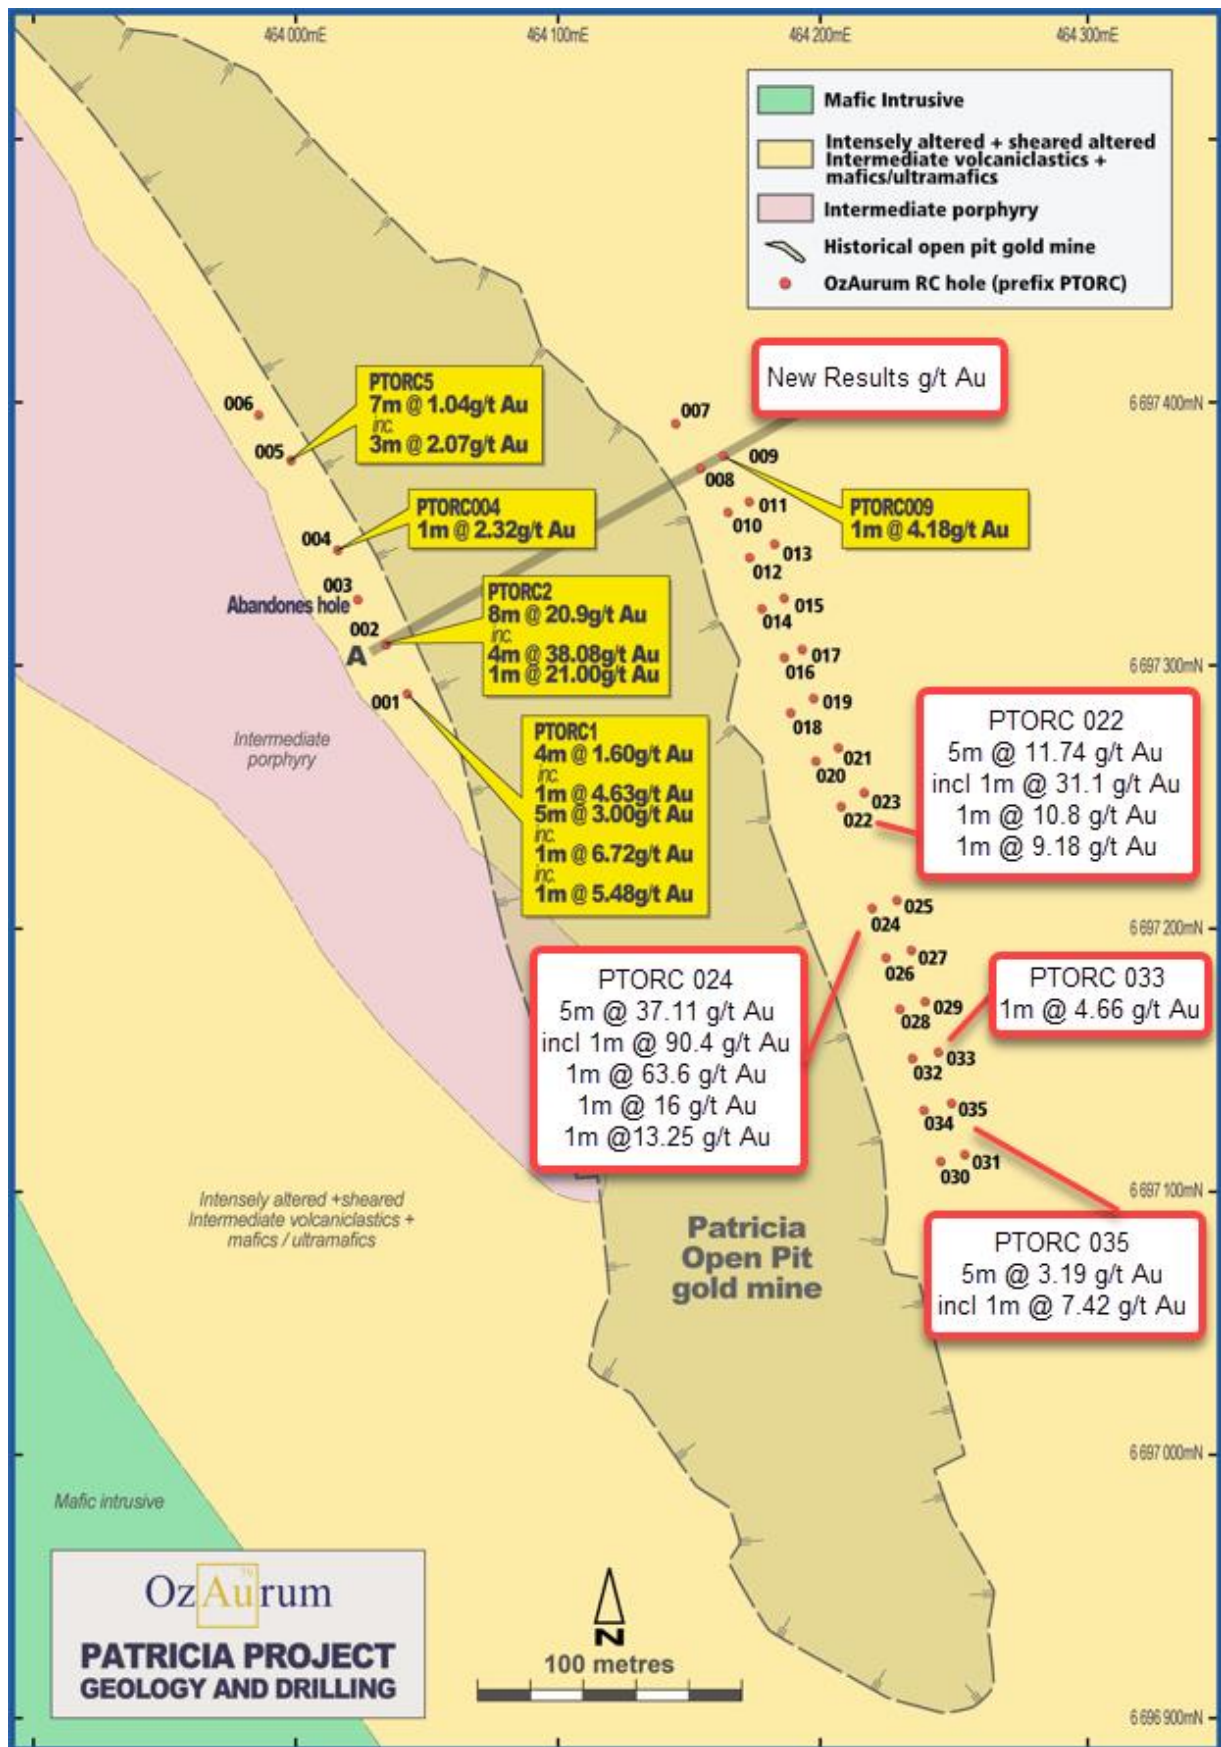 464 000mE
464 100mE
464 200mE
464 300mE
Mafic Intrusive
Intensely altered + sheared altered
Intermediate volcaniclastics +
mafics/ultramafics
Intermediate porphyry
Historical open pit gold mine
OzAurum RC hole (prefix PTORC)
New Results g/t Au
6 697 400mN
007
006
005
PTORC5
7m @ 1.04g/t Au
inc.
3m @ 2.07g/t Au
009
008
011
010
PTORC009
1m @ 4.18g/t Au
PTORC004
1m @ 2.32g/t Au
004
013
012
003
Abandones hole
002
A
PTORC2
8m @ 20.9g/t Au
inc.
4m @ 38.08g/t Au
1m @ 21.00g/t Au
015
014
017
016
6 697 300mN
001
019
018
PTORC1
4m @ 1.60g/t Au
inc.
1m @ 4.63g/t Au
5m @ 3.00g/t Au
inc.
1m @ 6.72g/t Au
inc.
1m @ 5.48g/t Au
Intermediate
porphyry
021
020
023
022
PTORC 022
5m @ 11.74 g/t Au
incl 1m @ 31.1 g/t Au
1m @ 10.8 g/t Au
1m @ 9.18 g/t Au
025
024
6 697 200mN
027
026
PTORC 024
5m @ 37.11 g/t Au
incl 1m @ 90.4 g/t Au
1m @ 63.6 g/t Au
1m @ 16 g/t Au
1m @13.25 g/t Au
PTORC 033
1m @ 4.66 g/t Au
029
028
033
032
035
034
031
030
6 697 100mN
Intensely altered +sheared
Intermediate volcaniclastics +
mafics / ultramafics
Patricia
Open Pit
gold mine
PTORC 035
5m @ 3.19 g/t Au
incl 1m @ 7.42 g/t Au
6 697 000mN
Mafic intrusive
OzAurum
79
PATRICIA PROJECT
GEOLOGY AND DRILLING
N
100 metres
6 696 900mN